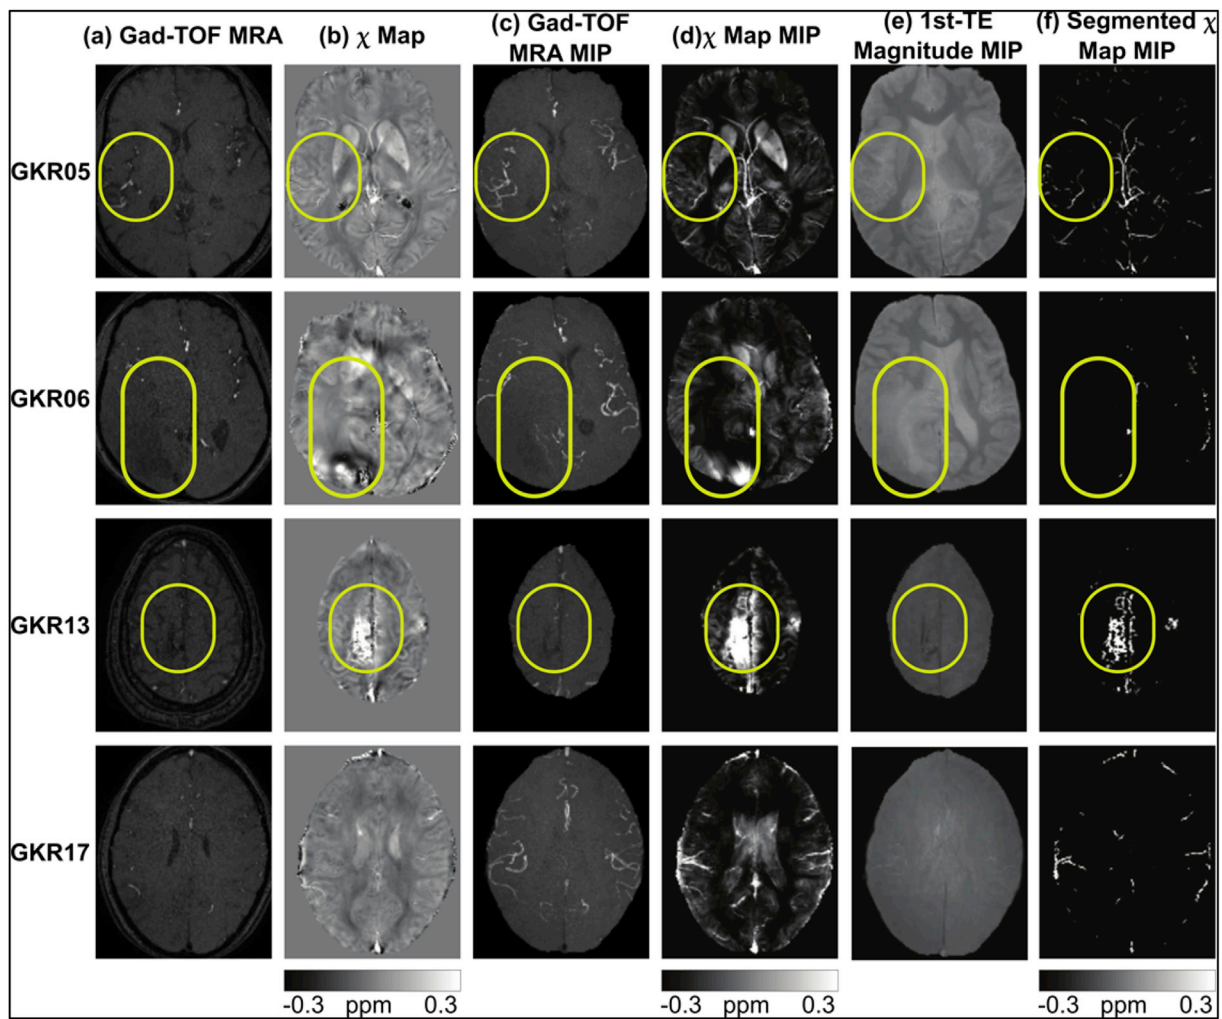 (a) Gad-TOF MRA
(b) χ Map
(c) Gad-TOF
MRA MIP
(d)χ Map MIP
(e) 1st-TE
Magnitude MIP
(f) Segmented χ
Map MIP
GKR05
GKR06
GKR13
GKR17
-0.3 ppm 0.3
-0.3 ppm 0.3
-0.3 ppm 0.3